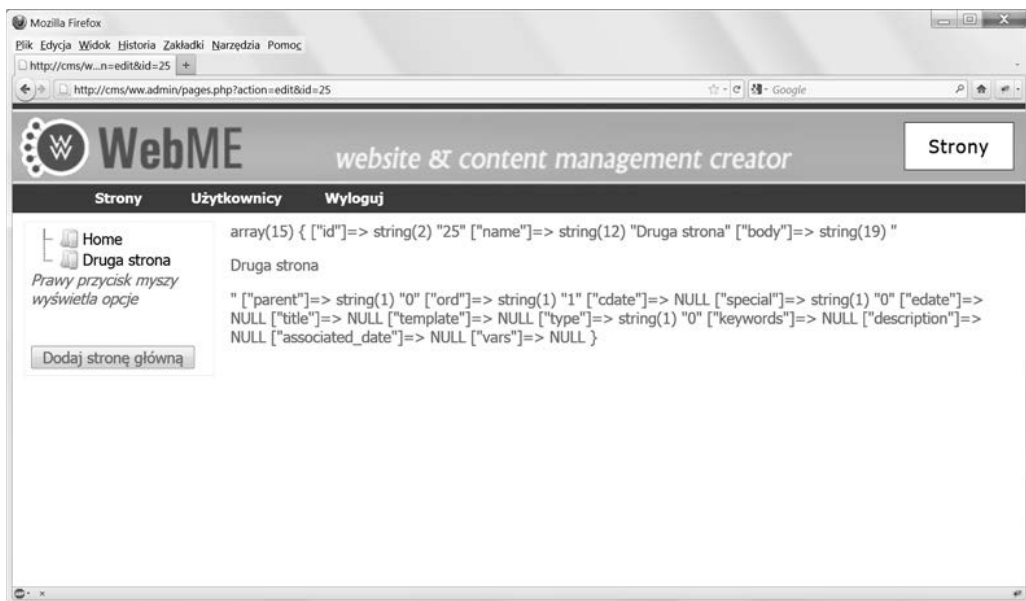 Mozilla Firefox
Plik Edycja Widok Historia Zakładki Narzędzia Pomoc
http://cms/w...n=edit&id=25 +
http://cms/ww.admin/pages.php?action=edit&id=25 Google
WebME website & content management creator Strony
Strony Użytkownicy Wyloguj
Home
Druga strona
Prawy przycisk myszy
wyświetla opcje
Dodaj stronę główną
array(15) { ["id"]=> string(2) "25" ["name"]=> string(12) "Druga strona" ["body"]=> string(19) "
Druga strona
" ["parent"]=> string(1) "0" ["ord"]=> string(1) "1" ["cdate"]=> NULL ["special"]=> string(1) "0" ["edate"]=>
NULL ["title"]=> NULL ["template"]=> NULL ["type"]=> string(1) "0" ["keywords"]=> NULL ["description"]=>
NULL ["associated_date"]=> NULL ["vars"]=> NULL }